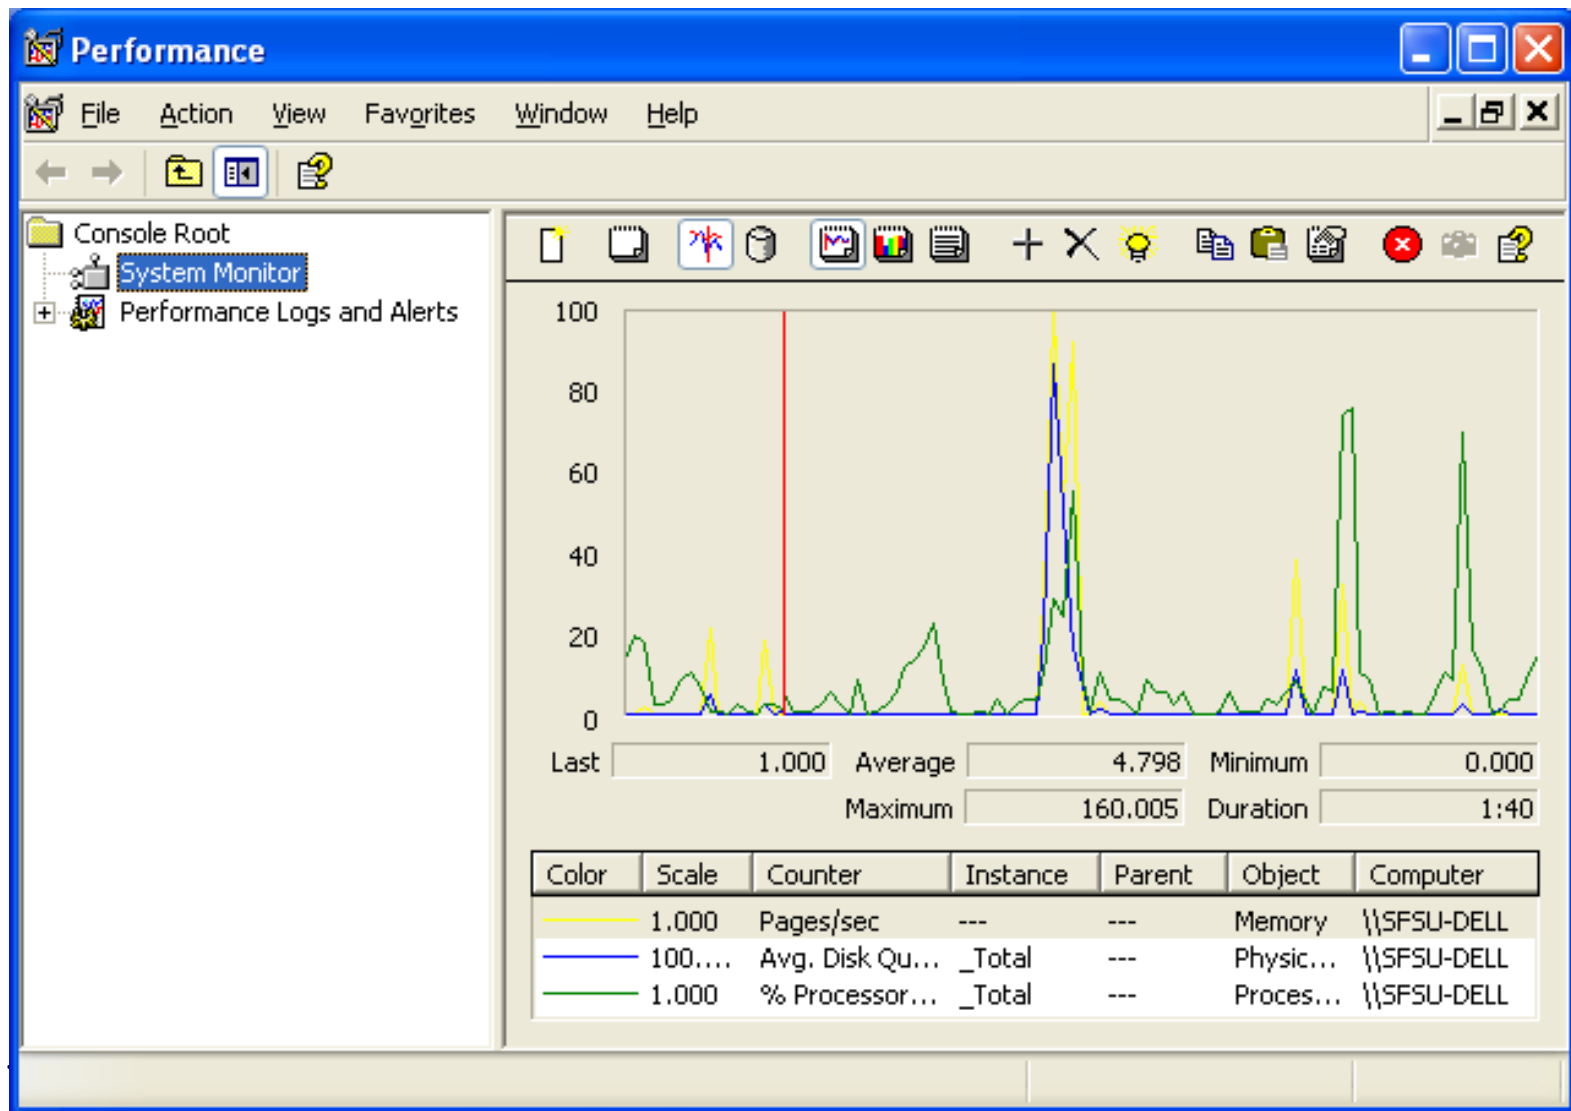 Performance
File Action View Favorites Window Help
Console Root
System Monitor
Performance Logs and Alerts
100
80
60
40
20
0
Last 1.000 Average 4.798 Minimum 0.000
Maximum 160.005 Duration 1:40
Color Scale Counter Instance Parent Object Computer
1.000 Pages/sec --- --- Memory \\SFSU-DELL
100.... Avg. Disk Qu... _Total --- Physic... \\SFSU-DELL
1.000 % Processor... _Total --- Proces... \\SFSU-DELL